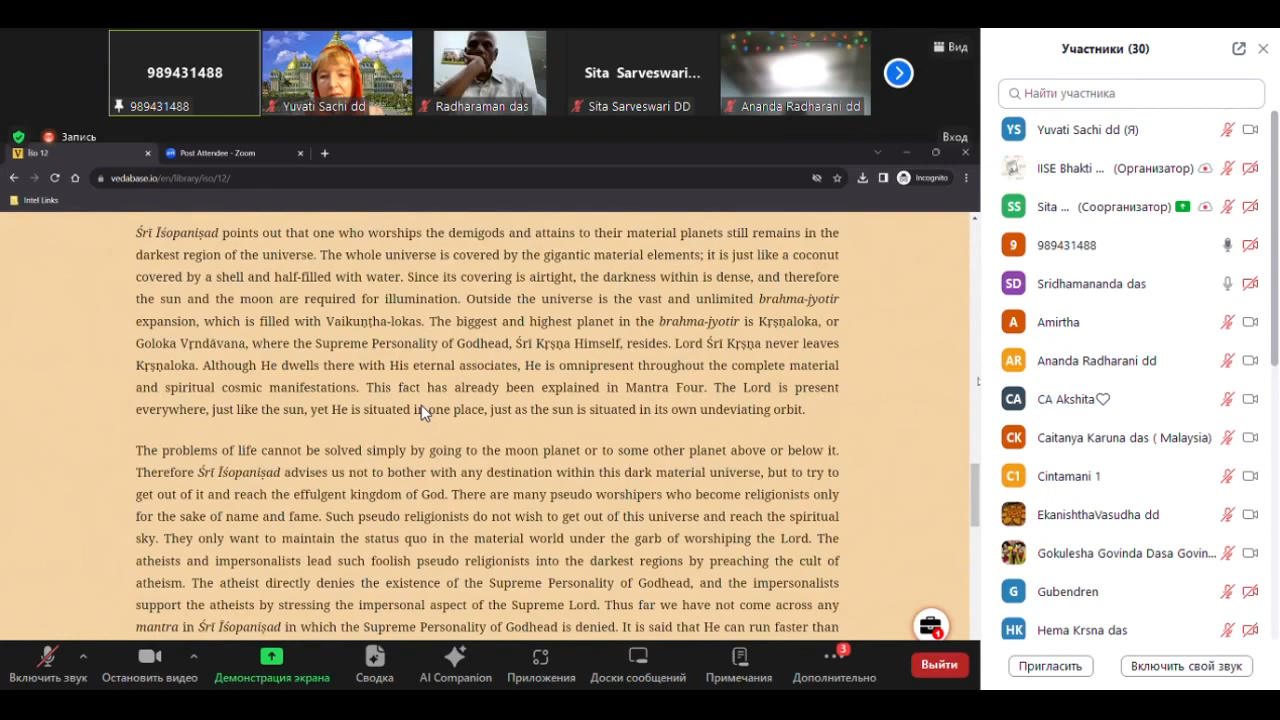 989431488
Sita Sarveswari...
Вид
989431488
Yuvati Sachi dd
Radharaman das
Sita Sarveswari DD
Ananda Radharani dd
Запись
Вход
Īśo 12
Post Attendee - Zoom
vedabase.io/en/library/iso/12/
Incognito
Intel Links
Śrī Īśopaniṣad points out that one who worships the demigods and attains to their material planets still remains in the
darkest region of the universe. The whole universe is covered by the gigantic material elements; it is just like a coconut
covered by a shell and half-filled with water. Since its covering is airtight, the darkness within is dense, and therefore
the sun and the moon are required for illumination. Outside the universe is the vast and unlimited brahma-jyotir
expansion, which is filled with Vaikuṇṭha-lokas. The biggest and highest planet in the brahma-jyotir is Kṛṣṇaloka, or
Goloka Vṛndāvana, where the Supreme Personality of Godhead, Śrī Kṛṣṇa Himself, resides. Lord Śrī Kṛṣṇa never leaves
Kṛṣṇaloka. Although He dwells there with His eternal associates, He is omnipresent throughout the complete material
and spiritual cosmic manifestations. This fact has already been explained in Mantra Four. The Lord is present
everywhere, just like the sun, yet He is situated in one place, just as the sun is situated in its own undeviating orbit.
The problems of life cannot be solved simply by going to the moon planet or to some other planet above or below it.
Therefore Śrī Īśopaniṣad advises us not to bother with any destination within this dark material universe, but to try to
get out of it and reach the effulgent kingdom of God. There are many pseudo worshipers who become religionists only
for the sake of name and fame. Such pseudo religionists do not wish to get out of this universe and reach the spiritual
sky. They only want to maintain the status quo in the material world under the garb of worshiping the Lord. The
atheists and impersonalists lead such foolish pseudo religionists into the darkest regions by preaching the cult of
atheism. The atheist directly denies the existence of the Supreme Personality of Godhead, and the impersonalists
support the atheists by stressing the impersonal aspect of the Supreme Lord. Thus far we have not come across any
mantra in Śrī Īśopaniṣad in which the Supreme Personality of Godhead is denied. It is said that He can run faster than
1
Включить звук
Остановить видео
Демонстрация экрана
Сводка
AI Companion
Приложения
Доски сообщений
Примечания
3
Дополнительно
Выйти
Участники (30)
Найти участника
YS Yuvati Sachi dd (Я)
IISE Bhakti ... (Организатор)
SS Sita ... (Соорганизатор)
9 989431488
SD Sridhamananda das
A Amirtha
AR Ananda Radharani dd
CA CA Akshita♡
CK Caitanya Karuna das ( Malaysia)
C1 Cintamani 1
EkanishthaVasudha dd
Gokulesha Govinda Dasa Govin...
G Gubendren
HK Hema Krsna das
Пригласить
Включить свой звук